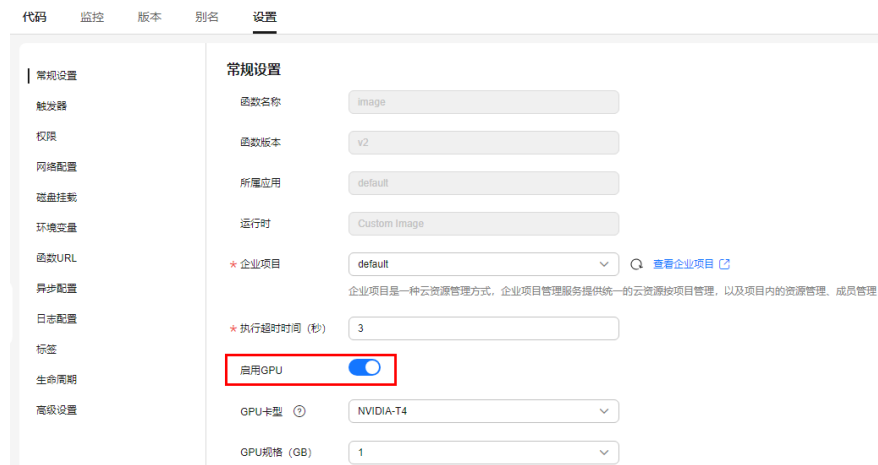 代码 监控 版本 别名 设置
常规设置
触发器
权限
网络配置
磁盘挂载
环境变量
函数URL
异步配置
日志配置
标签
生命周期
高级设置
常规设置
函数名称 image
函数版本 v2
所属应用 default
运行时 Custom Image
* 企业项目 default 查看企业项目
企业项目是一种云资源管理方式，企业项目管理服务提供统一的云资源按项目管理，以及项目内的资源管理、成员管理
* 执行超时时间（秒） 3
启用GPU
GPU卡型 ? NVIDIA-T4
GPU规格（GB） 1